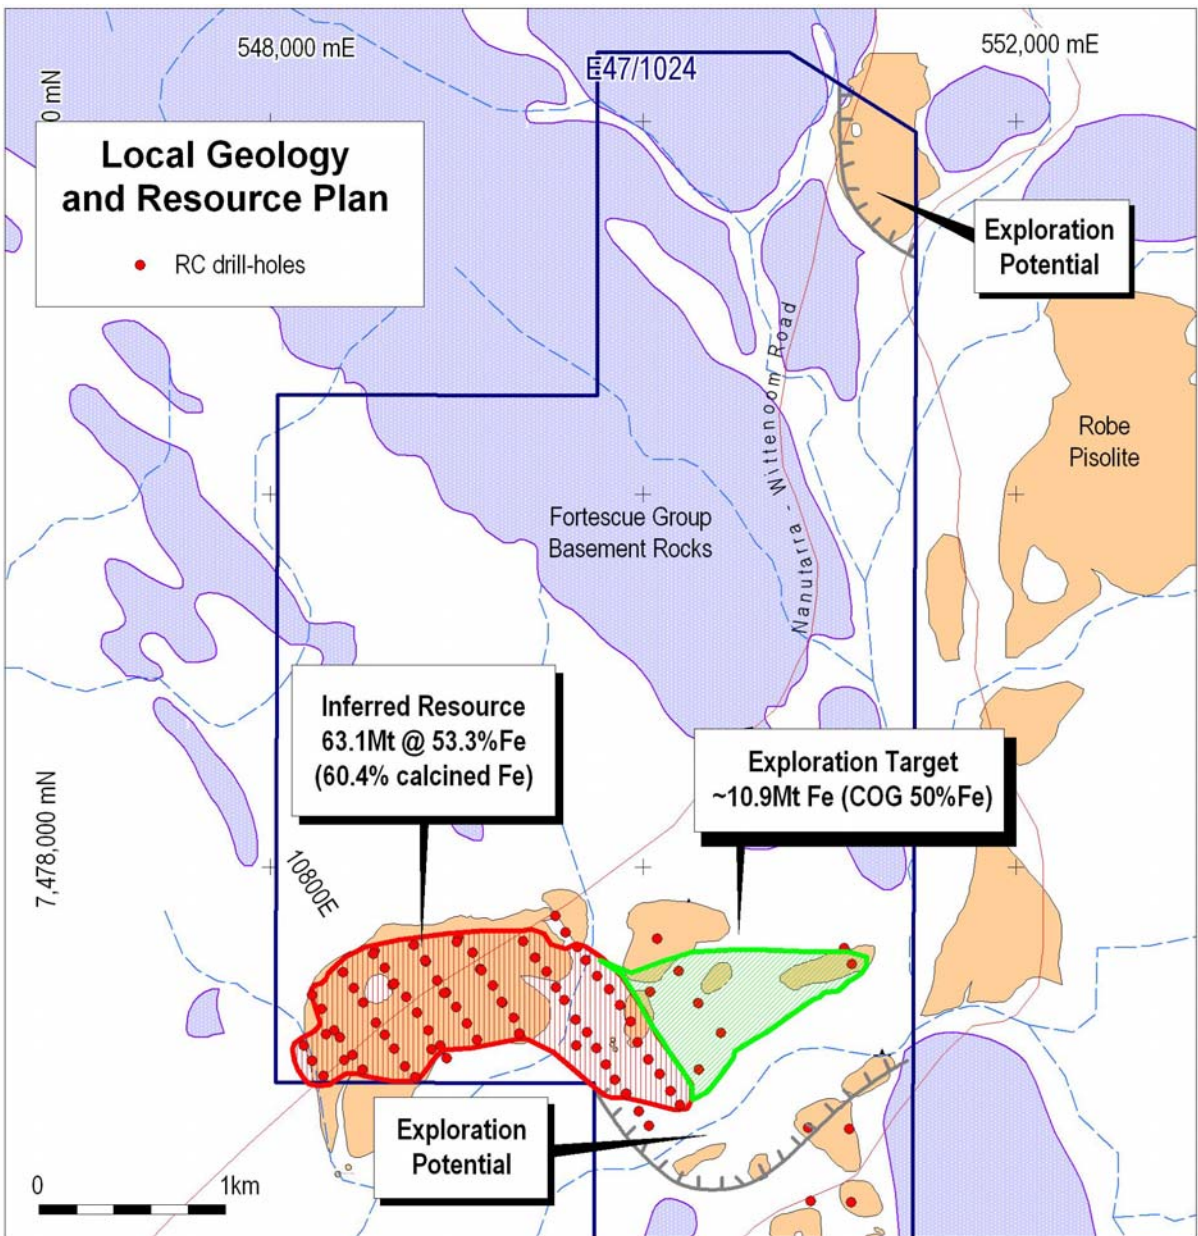 548,000 mE
552,000 mE
E47/1024
0 mN
Local Geology
and Resource Plan
RC drill-holes
Exploration
Potential
Nanutarra - Wittenoom Road
Robe
Pisolite
Fortescue Group
Basement Rocks
Inferred Resource
63.1Mt @ 53.3%Fe
(60.4% calcined Fe)
Exploration Target
~10.9Mt Fe (COG 50%Fe)
7,478,000 mN
10800E
Exploration
Potential
0 1km